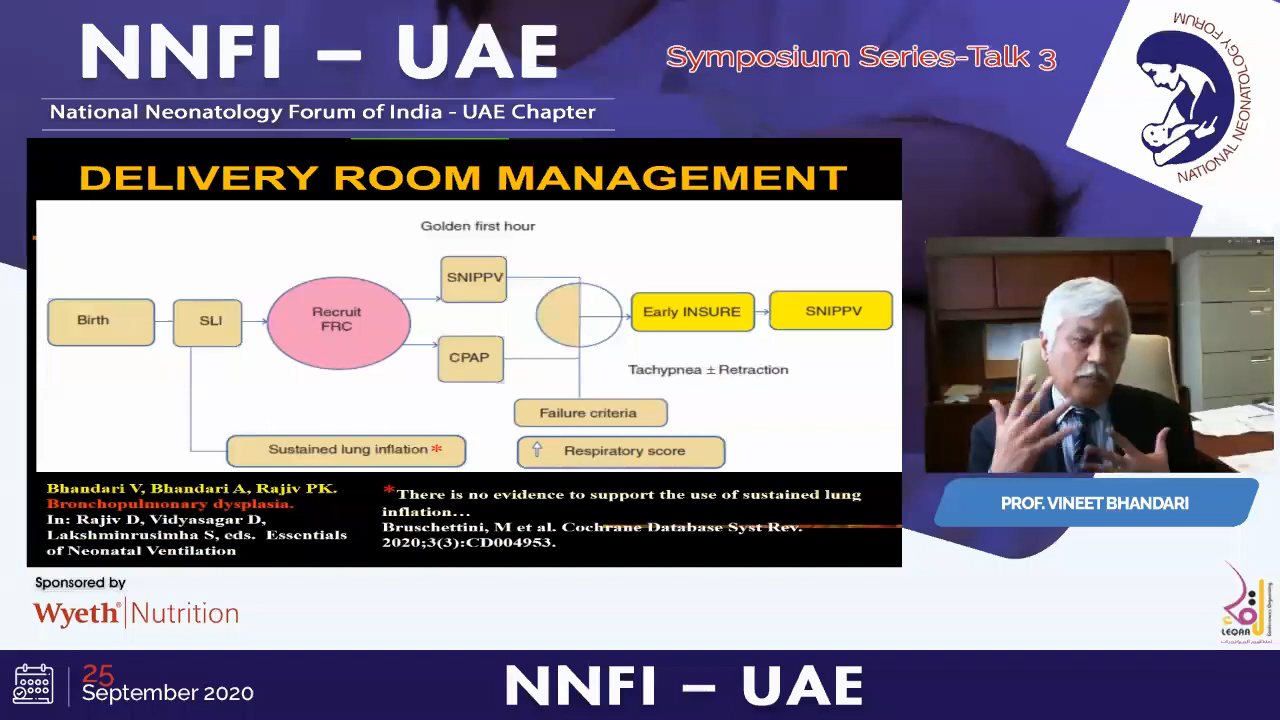 NNFI – UAE
National Neonatology Forum of India - UAE Chapter
Symposium Series-Talk 3
NATIONAL NEONATOLOGY FORUM
DELIVERY ROOM MANAGEMENT
Golden first hour
Birth
SLI
Recruit
FRC
SNIPPV
CPAP
Early INSURE
SNIPPV
Tachypnea ± Retraction
Failure criteria
↑ Respiratory score
Sustained lung inflation *
Bhandari V, Bhandari A, Rajiv PK.
Bronchopulmonary dysplasia.
In: Rajiv D, Vidyasagar D,
Lakshminrusimha S, eds. Essentials
of Neonatal Ventilation
*There is no evidence to support the use of sustained lung
inflation...
Bruschettini, M et al. Cochrane Database Syst Rev.
2020;3(3):CD004953.
PROF. VINEET BHANDARI
Sponsored by
Wyeth® | Nutrition
LEQAA
25
September 2020
NNFI – UAE